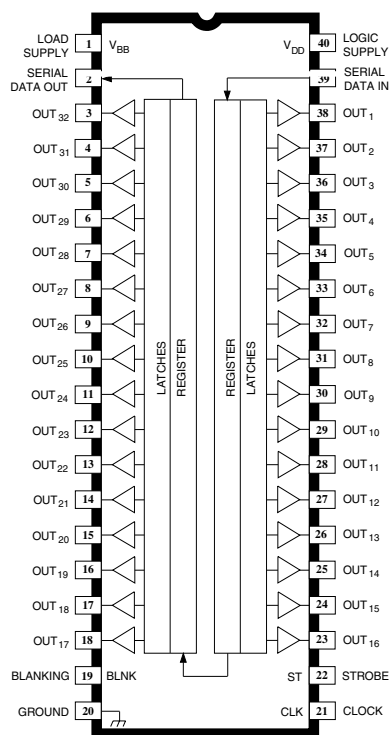 LOAD SUPPLY 1 VBB VDD 40 LOGIC SUPPLY
SERIAL DATA OUT 2 39 SERIAL DATA IN
OUT32 3 38 OUT1
OUT31 4 37 OUT2
OUT30 5 36 OUT3
OUT29 6 35 OUT4
OUT28 7 34 OUT5
OUT27 8 33 OUT6
OUT26 9 32 OUT7
OUT25 10 31 OUT8
OUT24 11 30 OUT9
OUT23 12 29 OUT10
OUT22 13 28 OUT11
OUT21 14 27 OUT12
OUT20 15 26 OUT13
OUT19 16 25 OUT14
OUT18 17 24 OUT15
OUT17 18 23 OUT16
BLANKING 19 BLNK ST 22 STROBE
GROUND 20 CLK 21 CLOCK
LATCHES
REGISTER
REGISTER
LATCHES